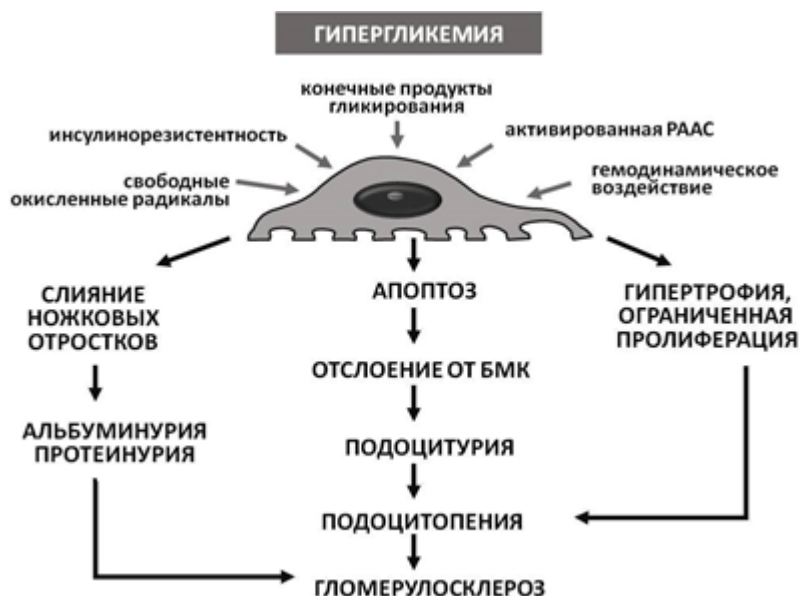 ГИПЕРГЛИКЕМИЯ
конечные продукты
гликирования
инсулинорезистентность
активированная РААС
свободные
окисленные радикалы
гемодинамическое
воздействие
СЛИЯНИЕ
НОЖКОВЫХ
ОТРОСТКОВ
АПОПТОЗ
ГИПЕРТРОФИЯ,
ОГРАНИЧЕННАЯ
ПРОЛИФЕРАЦИЯ
ОТСЛОЕНИЕ ОТ БМК
АЛЬБУМИНУРИЯ
ПРОТЕИНУРИЯ
ПОДОЦИТУРИЯ
ПОДОЦИТОПЕНИЯ
ГЛОМЕРУЛОСКЛЕРОЗ